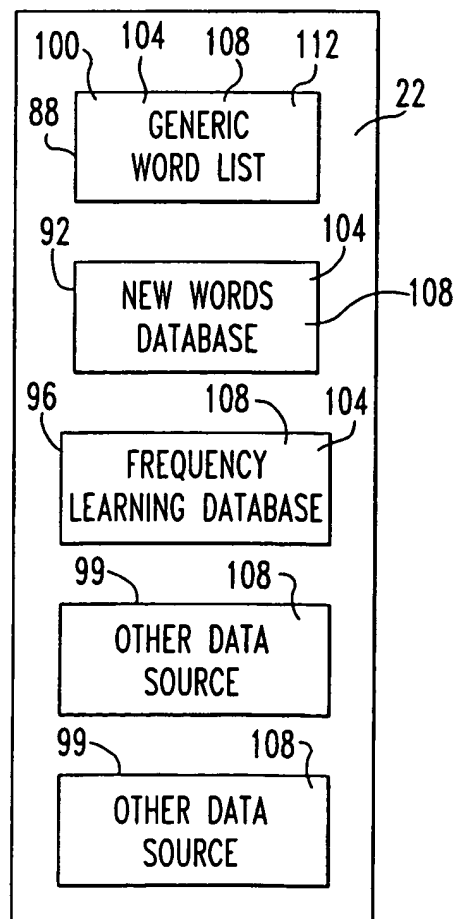 100 104 108 112
88 22
GENERIC
WORD LIST
92 104
NEW WORDS 108
DATABASE
96 108 104
FREQUENCY
LEARNING DATABASE
99 108
OTHER DATA
SOURCE
99 108
OTHER DATA
SOURCE